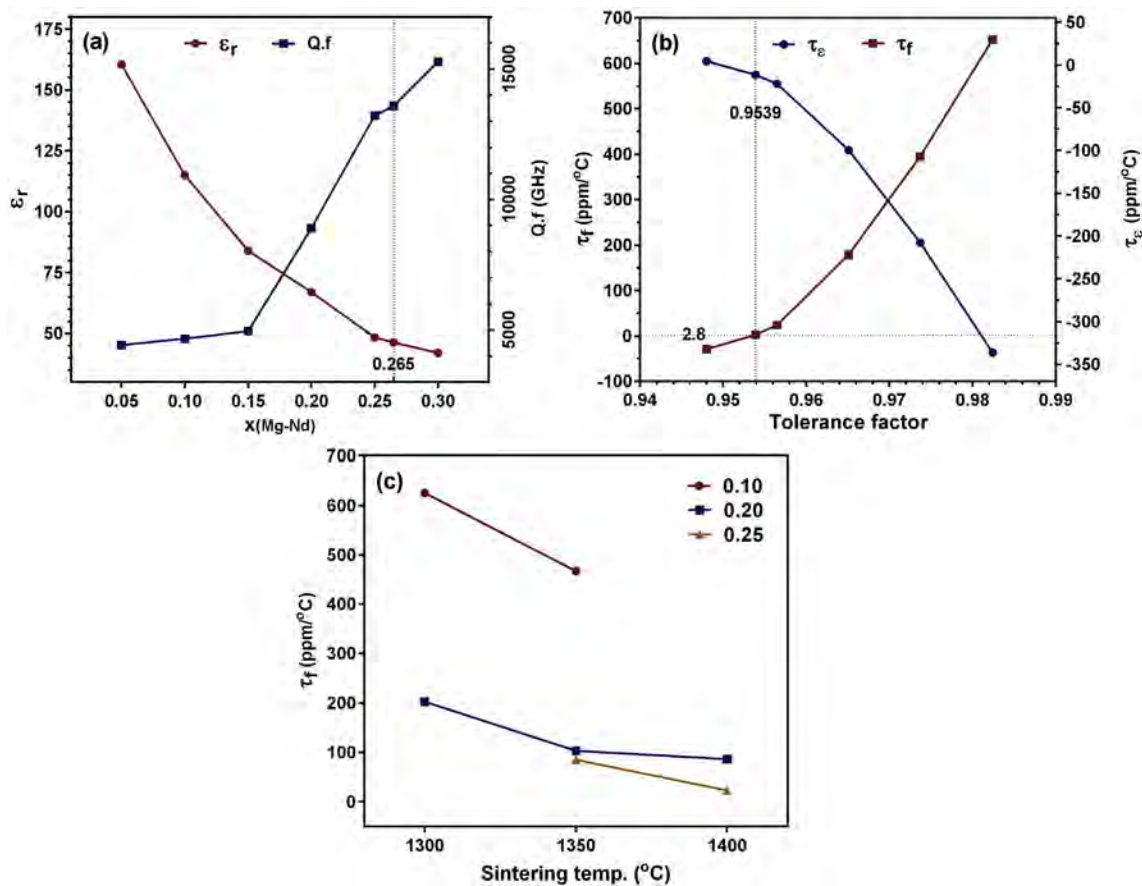 (a)
εr
Q.f
175
150
125
100
75
50
εr
15000
10000
5000
Q.f (GHz)
0.265
0.05 0.10 0.15 0.20 0.25 0.30
x(Mg-Nd)
(b)
τε
τf
700
600
500
400
300
200
100
0
-100
τf (ppm/°C)
50
0
-50
-100
-150
-200
-250
-300
-350
τε (ppm/°C)
0.9539
2.8
0.94 0.95 0.96 0.97 0.98 0.99
Tolerance factor
(c)
0.10
0.20
0.25
700
600
500
400
300
200
100
0
τf (ppm/°C)
1300 1350 1400
Sintering temp. (°C)